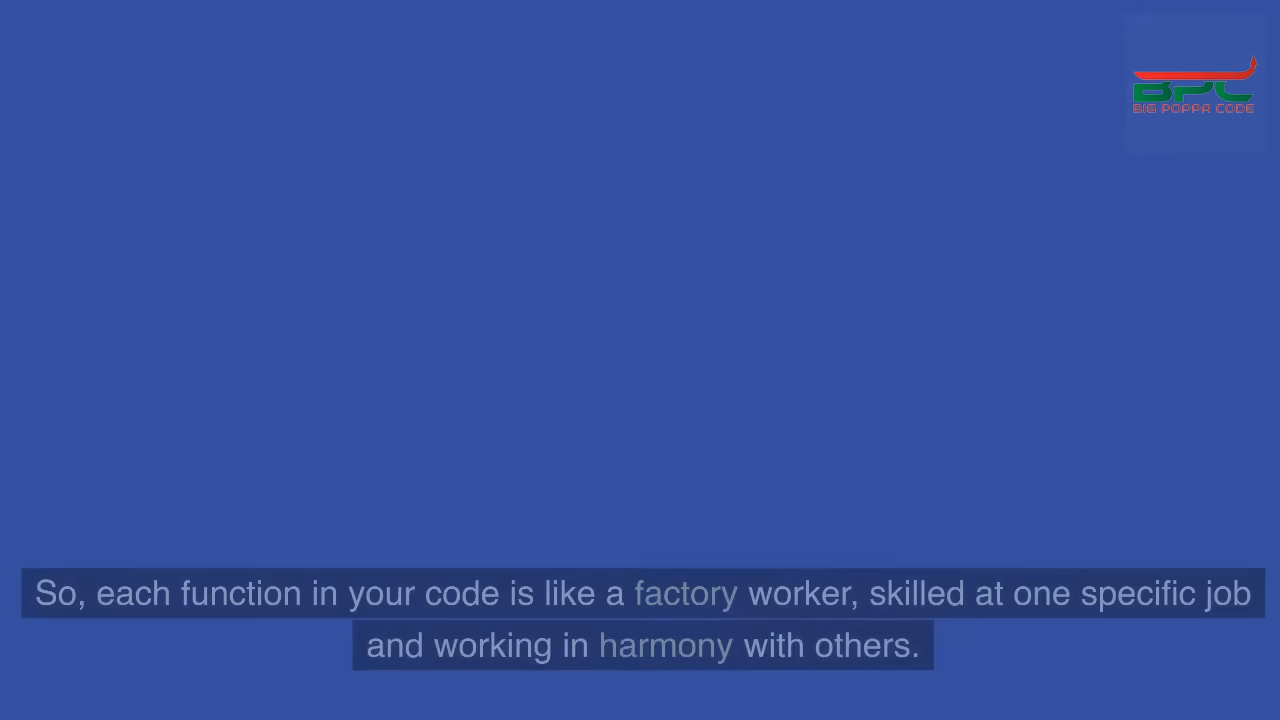 BPC
BIG POPPA CODE
So, each function in your code is like a factory worker, skilled at one specific job
and working in harmony with others.